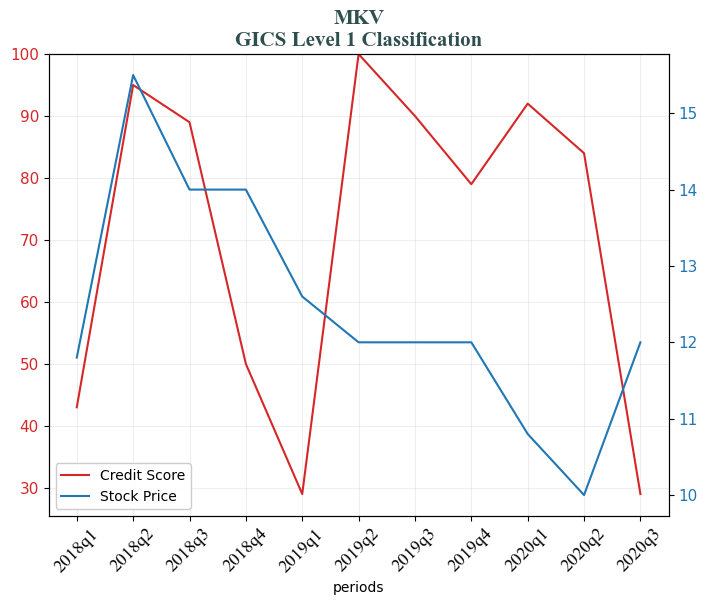 MKV
GICS Level 1 Classification
100
90
80
70
60
50
40
30
15
14
13
12
11
10
Credit Score
Stock Price
2018q1
2018q2
2018q3
2018q4
2019q1
2019q2
2019q3
2019q4
2020q1
2020q2
2020q3
periods